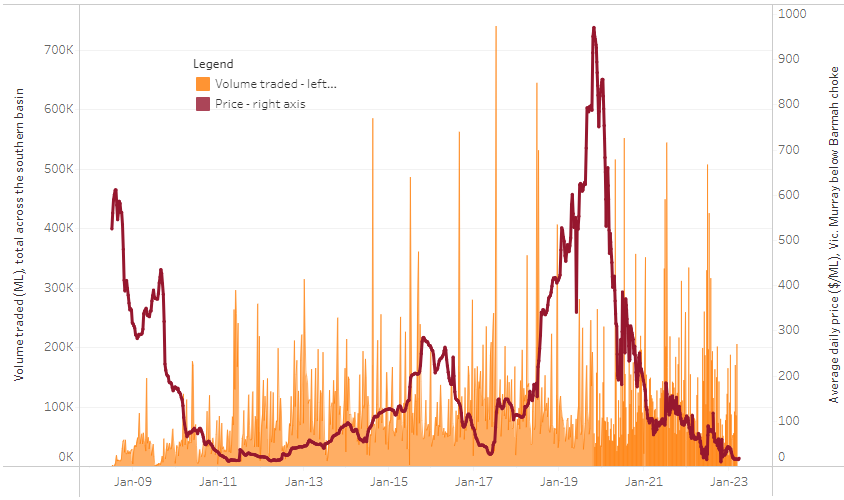 Legend
Volume traded - left...
Price - right axis
Volume traded (ML), total across the southern basin
700K
600K
500K
400K
300K
200K
100K
0K
1000
900
800
700
600
500
400
300
200
100
0
Average daily price ($/ML), Vic. Murray below Barmah choke
Jan-09
Jan-11
Jan-13
Jan-15
Jan-17
Jan-19
Jan-21
Jan-23